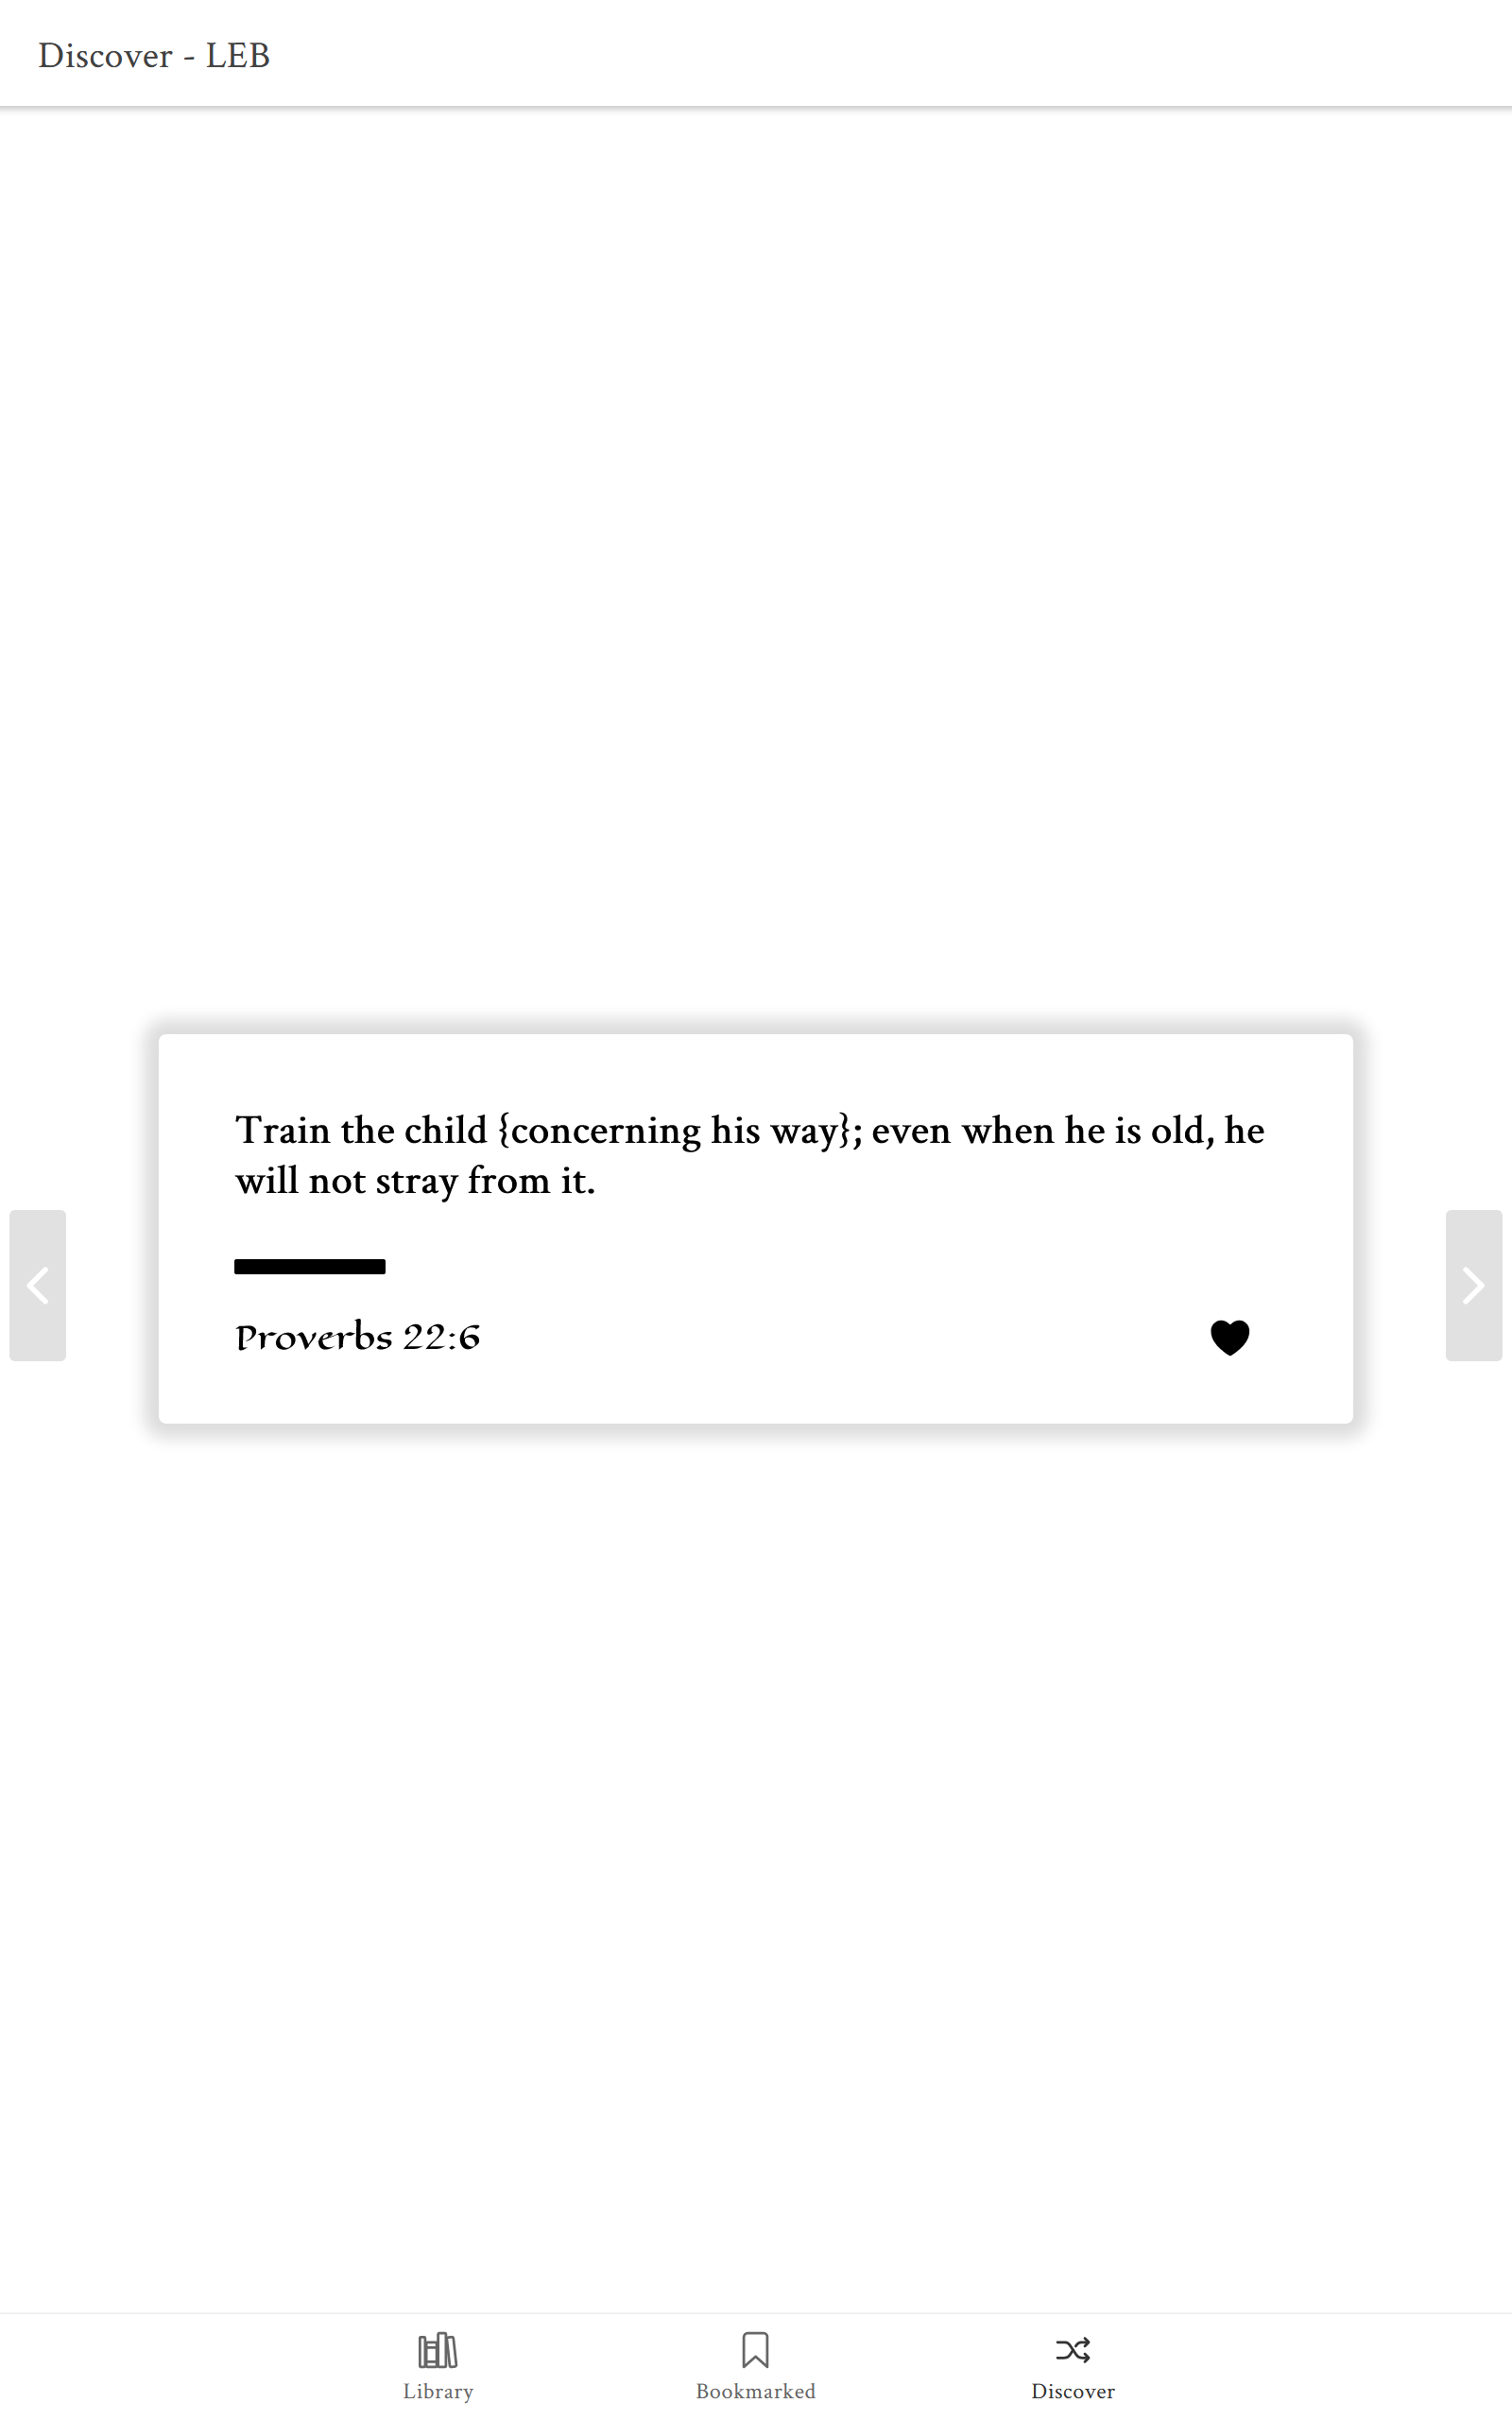 Discover - LEB
Train the child {concerning his way}; even when he is old, he
will not stray from it.
Proverbs 22:6
Library
Bookmarked
Discover